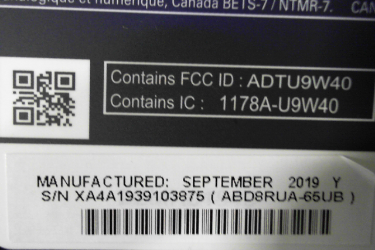 nalogique et numérique, Canada BETS-7 / NTMR-7. CAN
Contains FCC ID : ADTU9W40
Contains IC : 1178A-U9W40
MANUFACTURED: SEPTEMBER 2019 Y
S/N XA4A1939103875 ( ABD8RUA-65UB )